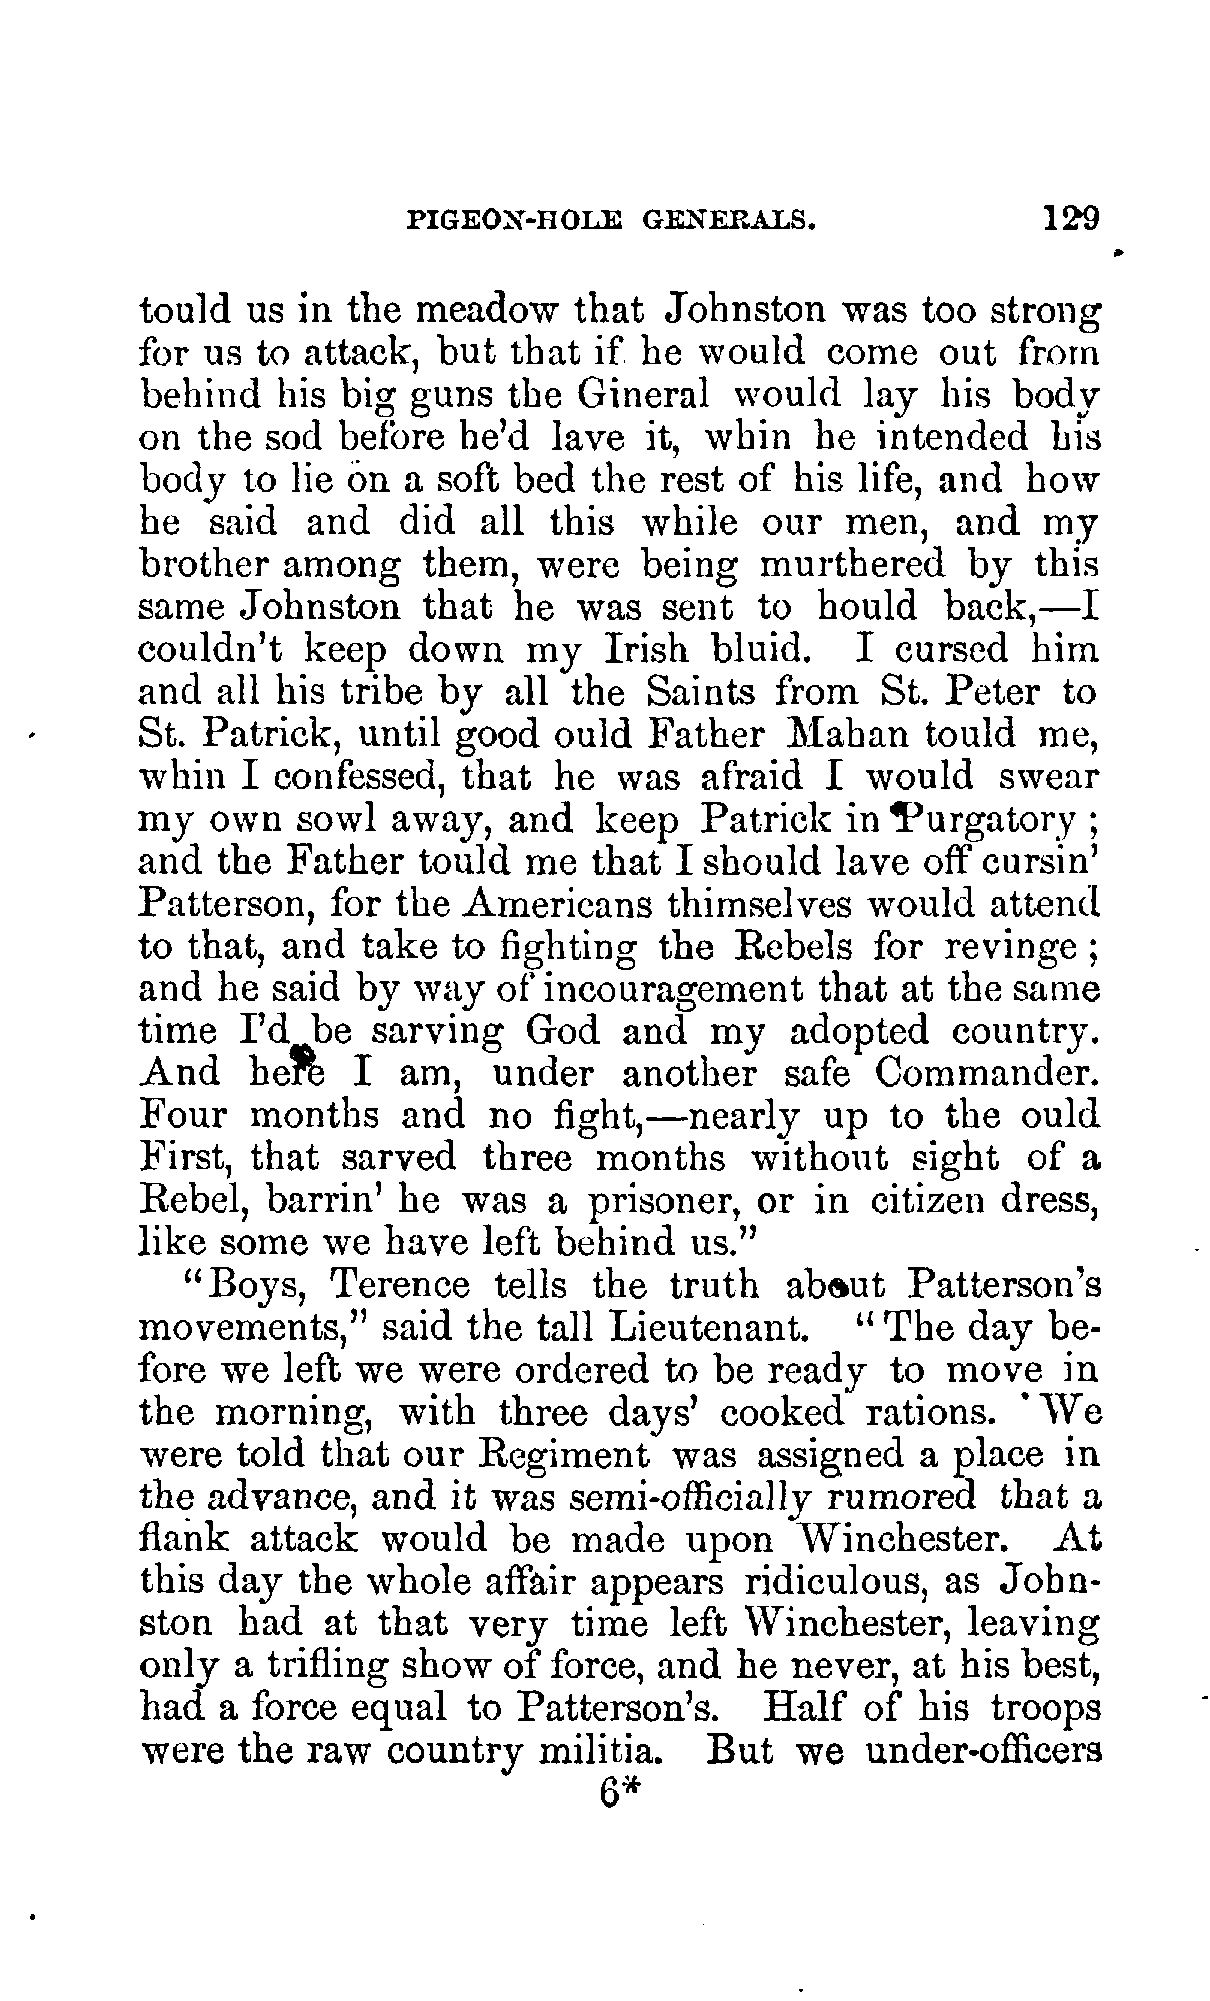 PIGEON-HOLE GENERALS. 129
tould us in the meadow that Johnston was too strong
for us to attack, but that if he would come out from
behind his big guns the Gineral would lay his body
on the sod before he'd lave it, whin he intended his
body to lie on a soft bed the rest of his life, and how
he said and did all this while our men, and my
brother among them, were being murthered by this
same Johnston that he was sent to hould back,—I
couldn't keep down my Irish bluid. I cursed him
and all his tribe by all the Saints from St. Peter to
St. Patrick, until good ould Father Mahan tould me,
whin I confessed, that he was afraid I would swear
my own sowl away, and keep Patrick in Purgatory ;
and the Father tould me that I should lave off cursin'
Patterson, for the Americans thimselves would attend
to that, and take to fighting the Rebels for revinge ;
and he said by way of incouragement that at the same
time I'd be sarving God and my adopted country.
And here I am, under another safe Commander.
Four months and no fight,—nearly up to the ould
First, that sarved three months without sight of a
Rebel, barrin' he was a prisoner, or in citizen dress,
like some we have left behind us."
"Boys, Terence tells the truth about Patterson's
movements," said the tall Lieutenant. "The day be-
fore we left we were ordered to be ready to move in
the morning, with three days' cooked rations. We
were told that our Regiment was assigned a place in
the advance, and it was semi-officially rumored that a
flank attack would be made upon Winchester. At
this day the whole affair appears ridiculous, as John-
ston had at that very time left Winchester, leaving
only a trifling show of force, and he never, at his best,
had a force equal to Patterson's. Half of his troops
were the raw country militia. But we under-officers
6*